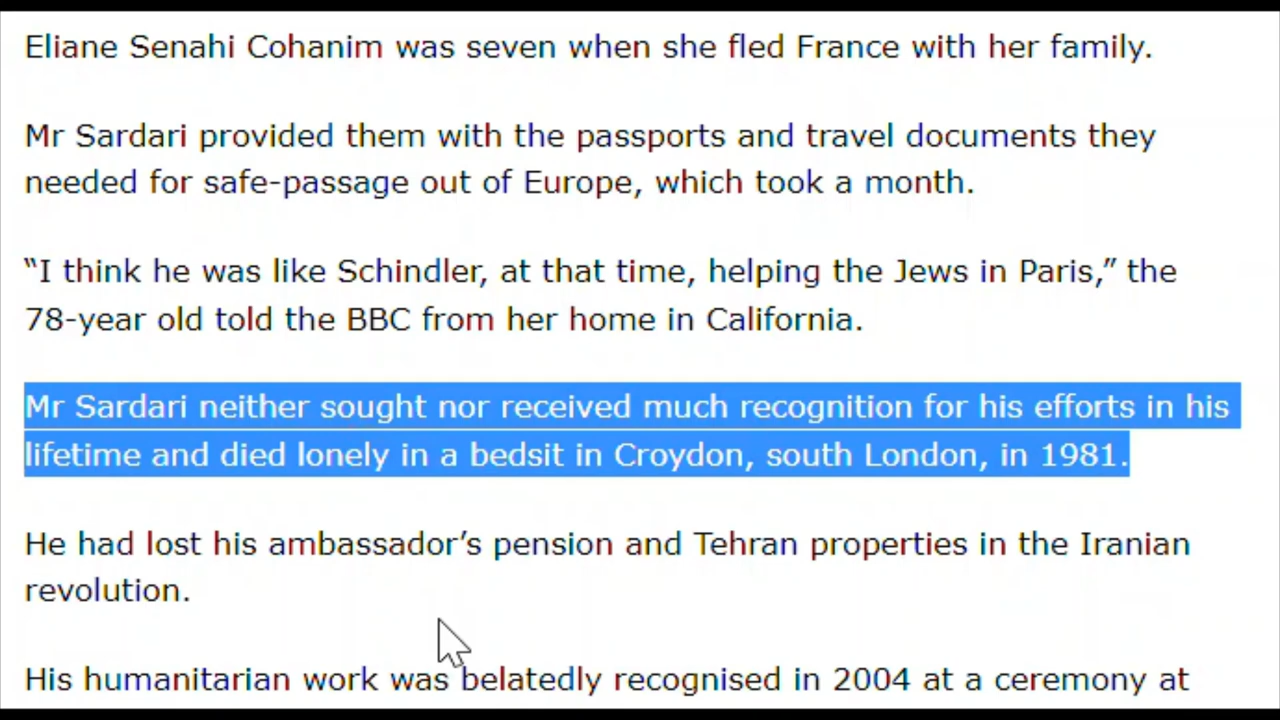 Eliane Senahi Cohanim was seven when she fled France with her family.
Mr Sardari provided them with the passports and travel documents they
needed for safe-passage out of Europe, which took a month.
“I think he was like Schindler, at that time, helping the Jews in Paris,” the
78-year old told the BBC from her home in California.
Mr Sardari neither sought nor received much recognition for his efforts in his
lifetime and died lonely in a bedsit in Croydon, south London, in 1981.
He had lost his ambassador’s pension and Tehran properties in the Iranian
revolution.
His humanitarian work was belatedly recognised in 2004 at a ceremony at